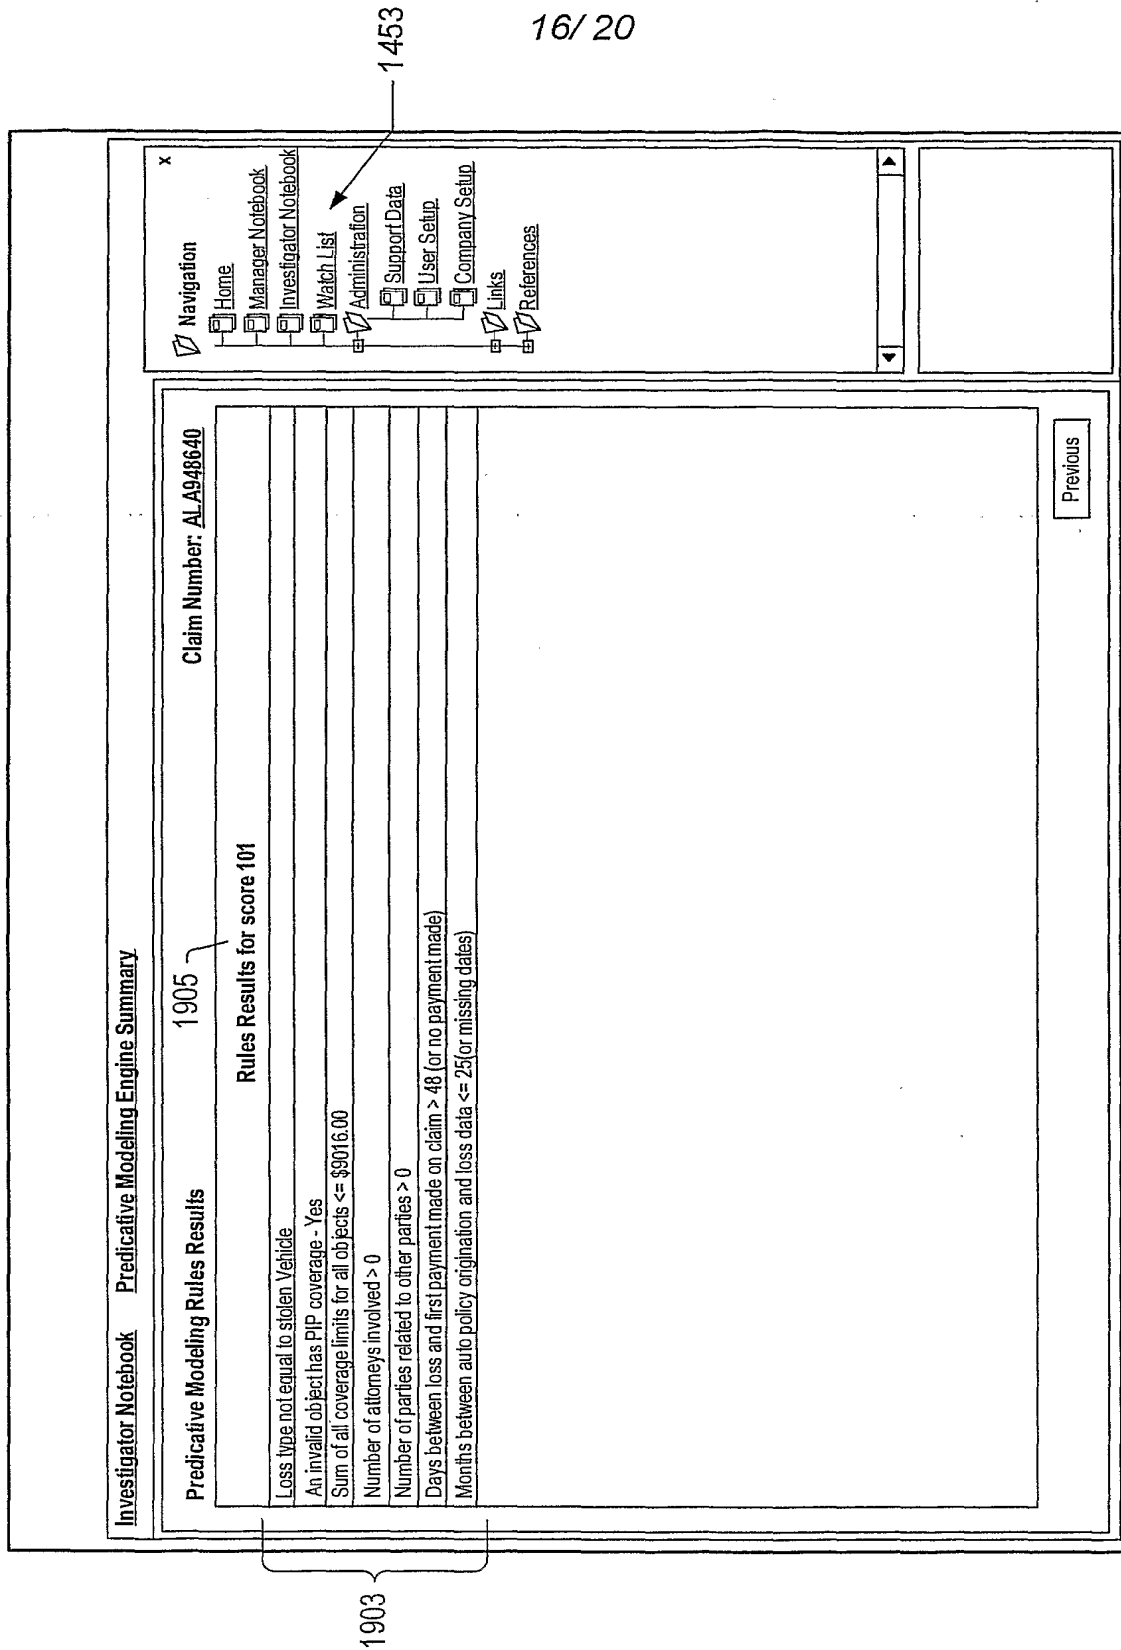 16/ 20
Investigator Notebook Predicative Modeling Engine Summary
Predicative Modeling Rules Results
1905
Claim Number: ALA948640
Rules Results for score 101
1903
Loss type not equal to stolen Vehicle
An invalid object has PIP coverage - Yes
Sum of all coverage limits for all objects <= $9016.00
Number of attorneys involved > 0
Number of parties related to other parties > 0
Days between loss and first payment made on claim > 48 (or no payment made)
Months between auto policy origination and loss data <= 25(or missing dates)
Previous
x
Navigation
Home
Manager Notebook
Investigator Notebook
Watch List
Administration
Support Data
User Setup
Company Setup
Links
References
1453